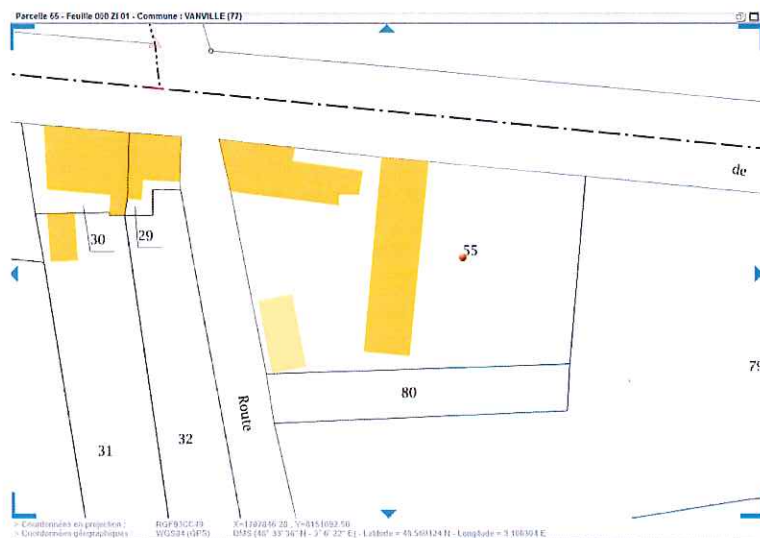 Parcelle 55 - Feuille 000 ZI 01 - Commune : VANVILLE (77)
de
55
30
29
79
80
Route
32
31
> Coordonnées en projection : RGF93CC49
> Coordonnées géographiques : WGS84 (GPS)